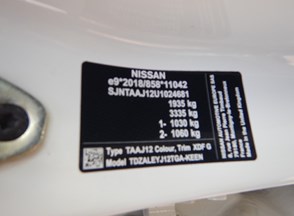 NISSAN
e9*2018/858*11042
SJNTAAJ12U1024681
1935 kg
3335 kg
1- 1030 kg
2- 1060 kg
Type TAAJ12 Colour, Trim XDF G
Model TDZALEYJ12TGA-KEEN